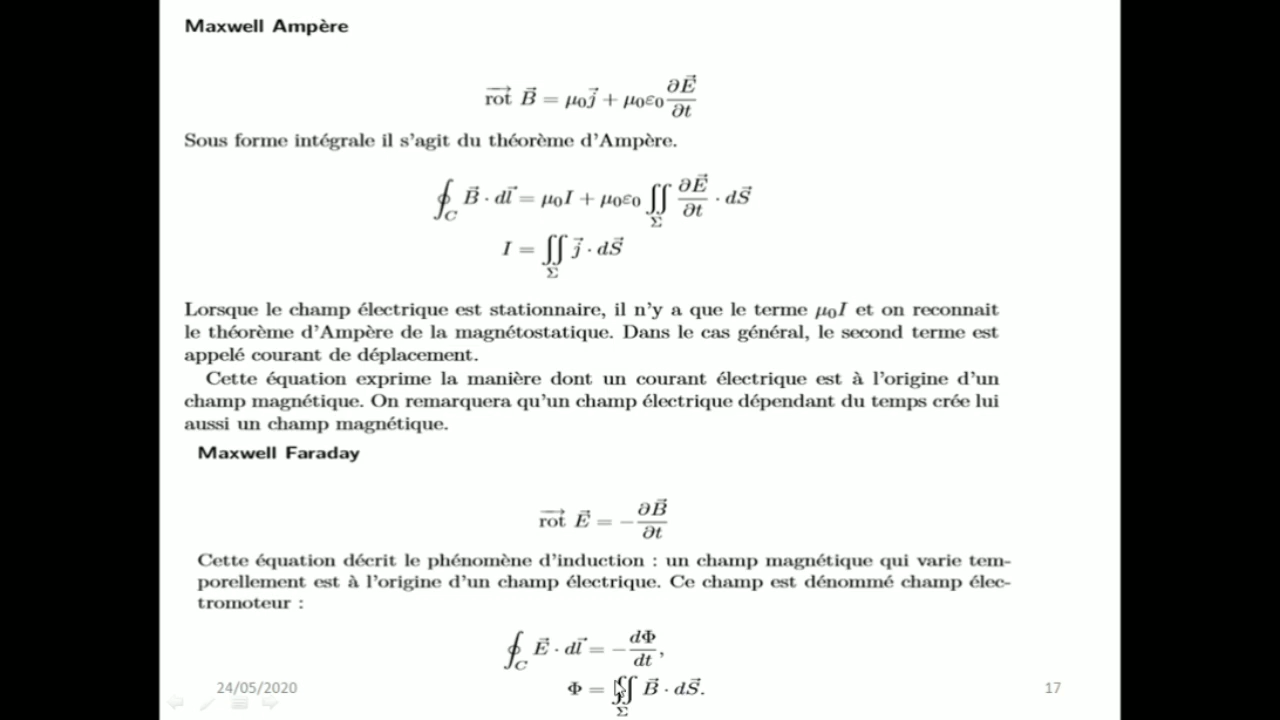 Maxwell Ampère
rot⃗ B⃗ = μ₀j⃗ + μ₀ε₀ ∂E⃗/∂t
Sous forme intégrale il s'agit du théorème d'Ampère.
∮_C B⃗ · dl⃗ = μ₀I + μ₀ε₀ ∬_Σ ∂E⃗/∂t · dS⃗
I = ∬_Σ j⃗ · dS⃗
Lorsque le champ électrique est stationnaire, il n'y a que le terme μ₀I et on reconnait
le théorème d'Ampère de la magnétostatique. Dans le cas général, le second terme est
appelé courant de déplacement.
Cette équation exprime la manière dont un courant électrique est à l'origine d'un
champ magnétique. On remarquera qu'un champ électrique dépendant du temps crée lui
aussi un champ magnétique.
Maxwell Faraday
rot⃗ E⃗ = −∂B⃗/∂t
Cette équation décrit le phénomène d'induction : un champ magnétique qui varie tem-
porellement est à l'origine d'un champ électrique. Ce champ est dénommé champ élec-
tromoteur :
∮_C E⃗ · dl⃗ = −dΦ/dt,
Φ = ∬_Σ B⃗ · dS⃗.
24/05/2020
17